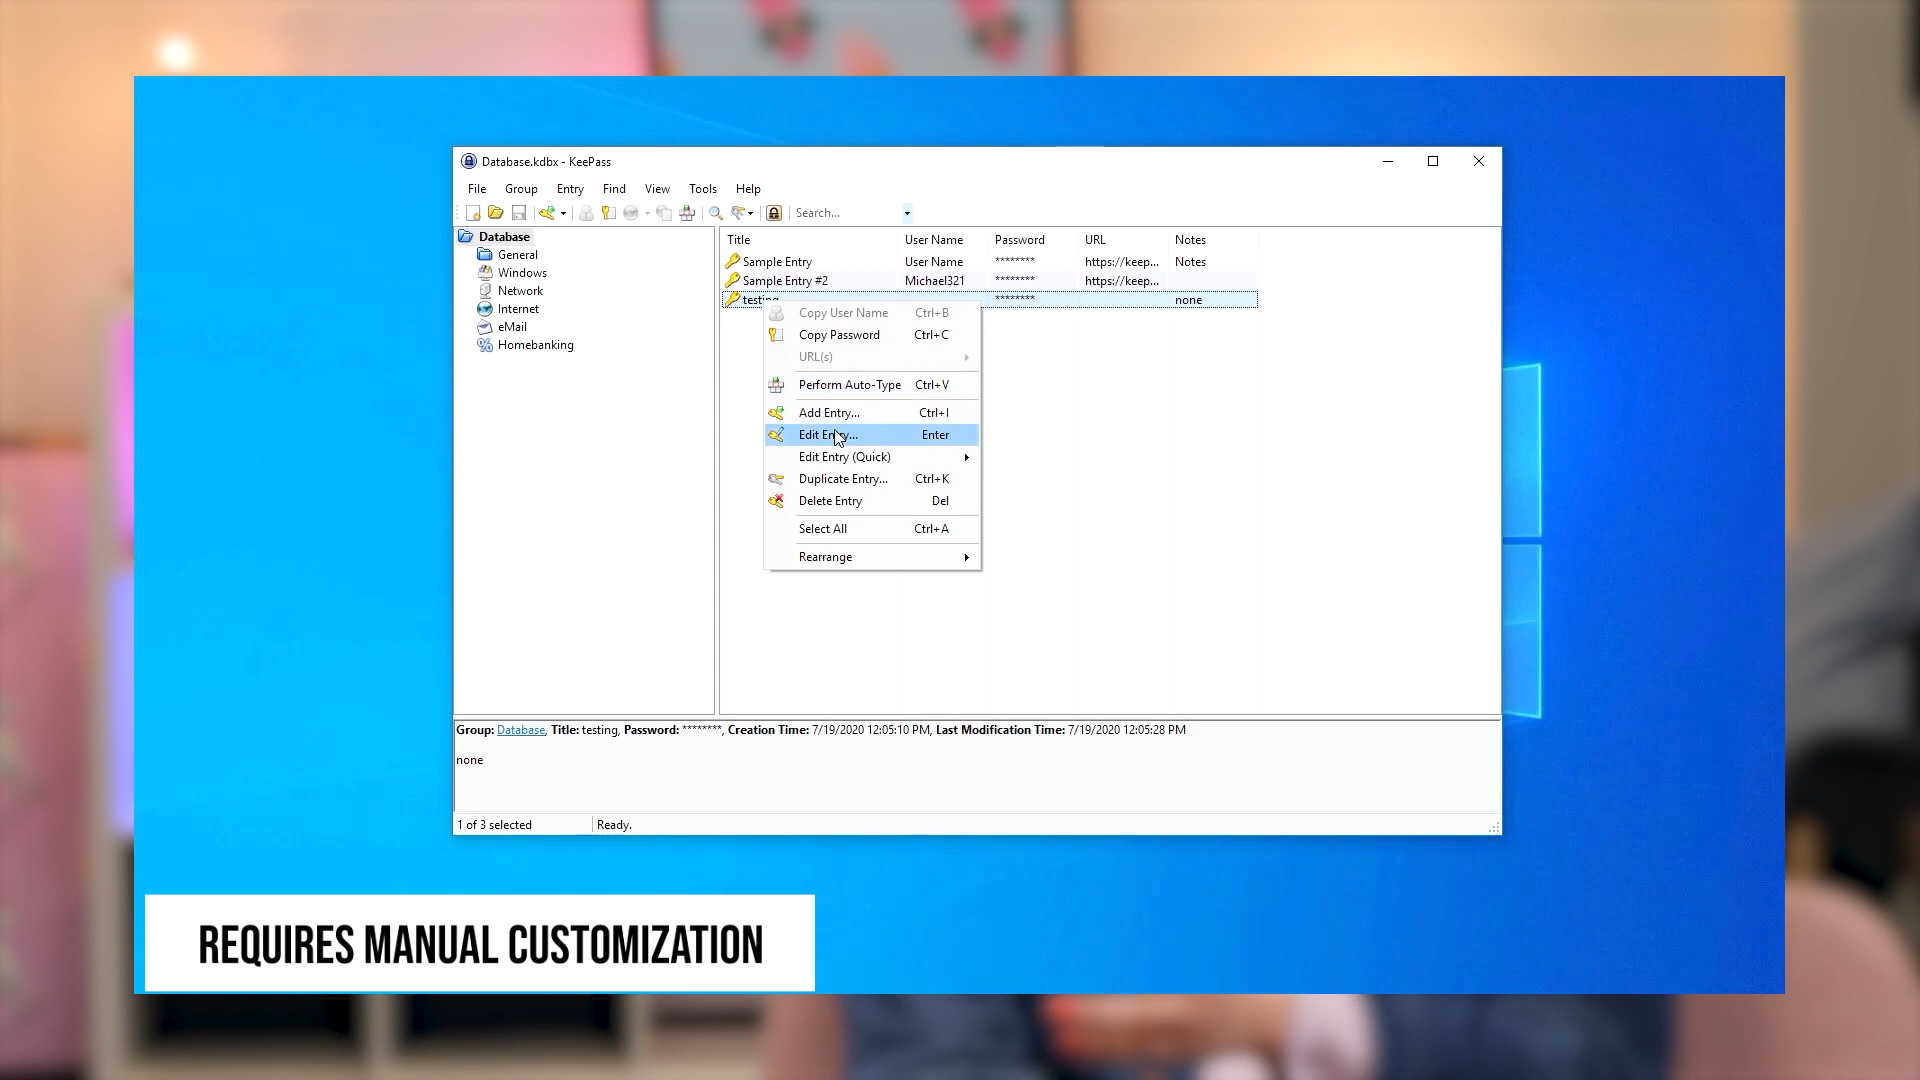 Database.kdbx - KeePass
File Group Entry Find View Tools Help
Search...
Database
General
Windows
Network
Internet
eMail
Homebanking
Title User Name Password URL Notes
Sample Entry User Name ******** https://keep... Notes
Sample Entry #2 Michael321 ******** https://keep...
testing ******** none
Copy User Name Ctrl+B
Copy Password Ctrl+C
URL(s)
Perform Auto-Type Ctrl+V
Add Entry... Ctrl+I
Edit Entry... Enter
Edit Entry (Quick)
Duplicate Entry... Ctrl+K
Delete Entry Del
Select All Ctrl+A
Rearrange
Group: Database, Title: testing, Password: ********, Creation Time: 7/19/2020 12:05:10 PM, Last Modification Time: 7/19/2020 12:05:28 PM
none
1 of 3 selected Ready.
REQUIRES MANUAL CUSTOMIZATION